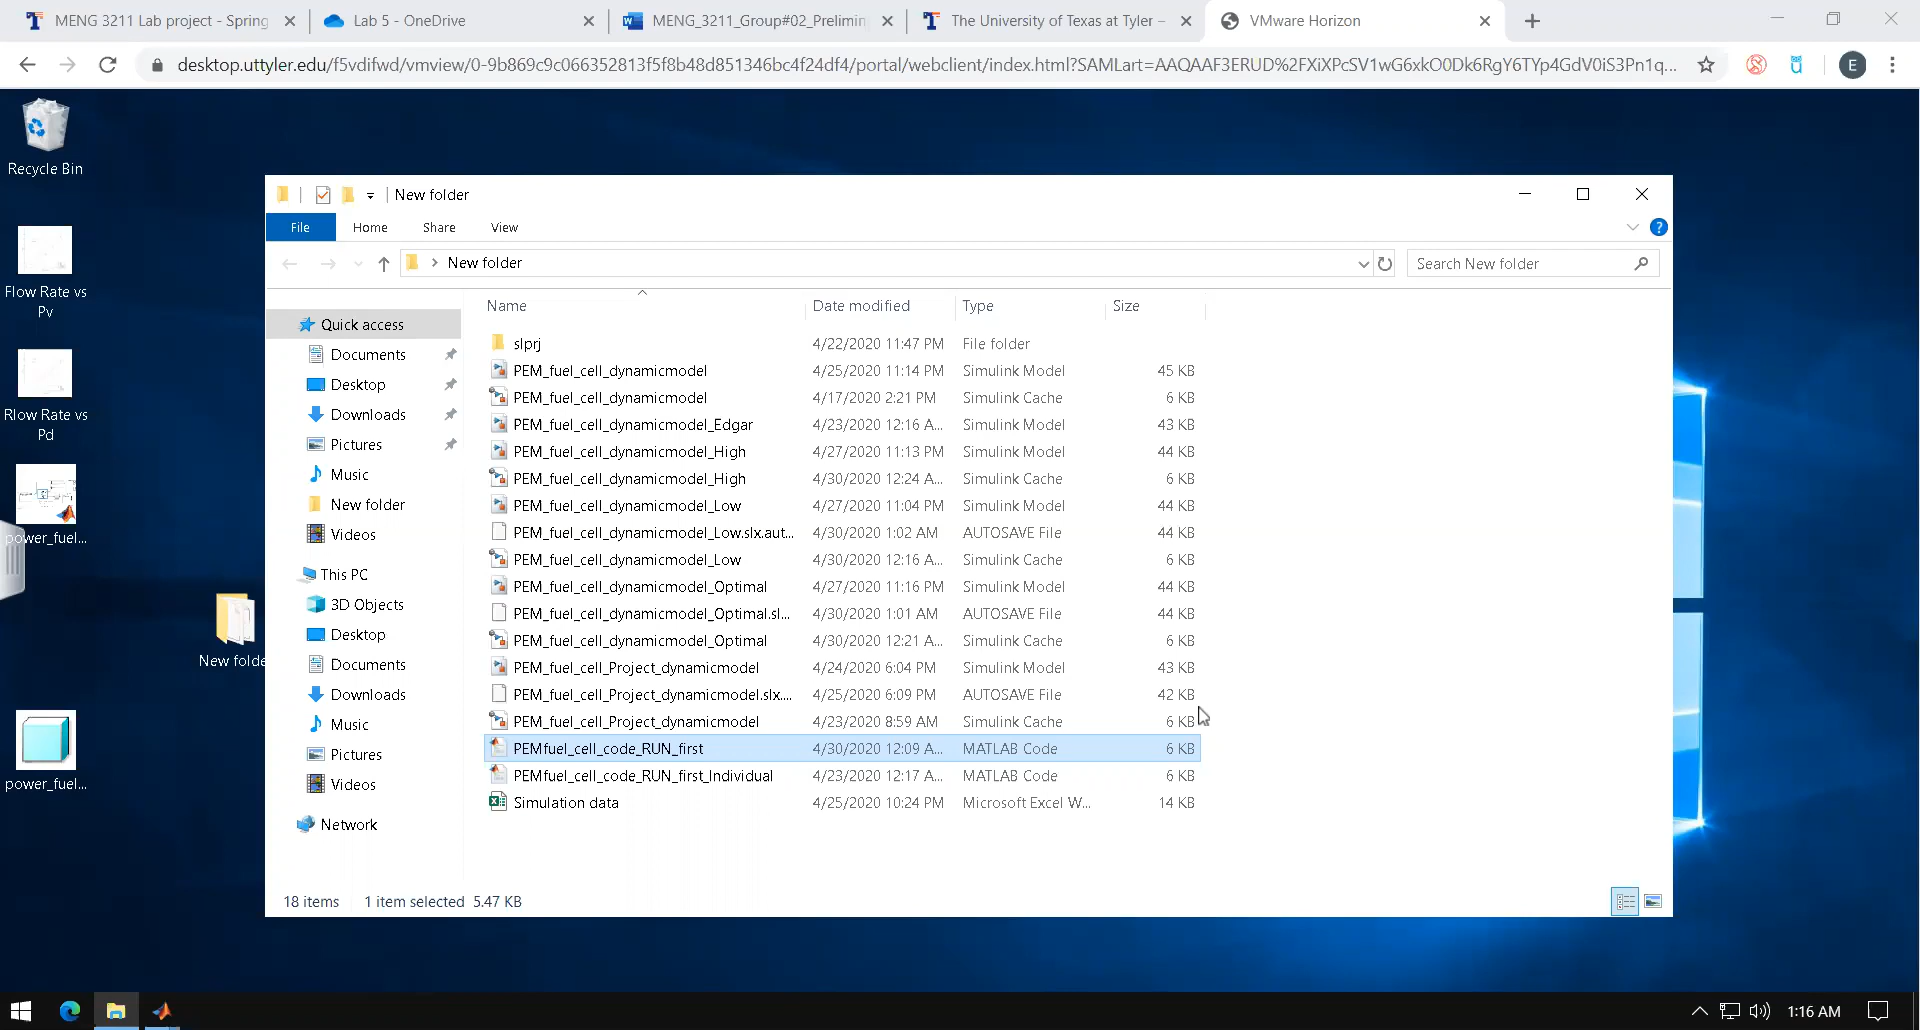 MENG 3211 Lab project - Spring
Lab 5 - OneDrive
MENG_3211_Group#02_Prelimin
The University of Texas at Tyler –
VMware Horizon
desktop.uttyler.edu/f5vdifwd/vmview/0-9b869c9c066352813f5f8b48d851346bc4f24df4/portal/webclient/index.html?SAMLart=AAQAAF3ERUD%2FXiXPcSV1wG6xkO0Dk6RgY6TYp4GdV0iS3Pn1q...
E
Recycle Bin
Flow Rate vs
Pv
Rlow Rate vs
Pd
power_fuel...
New folde
power_fuel...
New folder
File Home Share View
New folder
Search New folder
Name Date modified Type Size
Quick access
Documents
Desktop
Downloads
Pictures
Music
New folder
Videos
This PC
3D Objects
Desktop
Documents
Downloads
Music
Pictures
Videos
Network
slprj 4/22/2020 11:47 PM File folder
PEM_fuel_cell_dynamicmodel 4/25/2020 11:14 PM Simulink Model 45 KB
PEM_fuel_cell_dynamicmodel 4/17/2020 2:21 PM Simulink Cache 6 KB
PEM_fuel_cell_dynamicmodel_Edgar 4/23/2020 12:16 A... Simulink Model 43 KB
PEM_fuel_cell_dynamicmodel_High 4/27/2020 11:13 PM Simulink Model 44 KB
PEM_fuel_cell_dynamicmodel_High 4/30/2020 12:24 A... Simulink Cache 6 KB
PEM_fuel_cell_dynamicmodel_Low 4/27/2020 11:04 PM Simulink Model 44 KB
PEM_fuel_cell_dynamicmodel_Low.slx.aut... 4/30/2020 1:02 AM AUTOSAVE File 44 KB
PEM_fuel_cell_dynamicmodel_Low 4/30/2020 12:16 A... Simulink Cache 6 KB
PEM_fuel_cell_dynamicmodel_Optimal 4/27/2020 11:16 PM Simulink Model 44 KB
PEM_fuel_cell_dynamicmodel_Optimal.sl... 4/30/2020 1:01 AM AUTOSAVE File 44 KB
PEM_fuel_cell_dynamicmodel_Optimal 4/30/2020 12:21 A... Simulink Cache 6 KB
PEM_fuel_cell_Project_dynamicmodel 4/24/2020 6:04 PM Simulink Model 43 KB
PEM_fuel_cell_Project_dynamicmodel.slx.... 4/25/2020 6:09 PM AUTOSAVE File 42 KB
PEM_fuel_cell_Project_dynamicmodel 4/23/2020 8:59 AM Simulink Cache 6 KB
PEMfuel_cell_code_RUN_first 4/30/2020 12:09 A... MATLAB Code 6 KB
PEMfuel_cell_code_RUN_first_Individual 4/23/2020 12:17 A... MATLAB Code 6 KB
Simulation data 4/25/2020 10:24 PM Microsoft Excel W... 14 KB
18 items 1 item selected 5.47 KB
1:16 AM